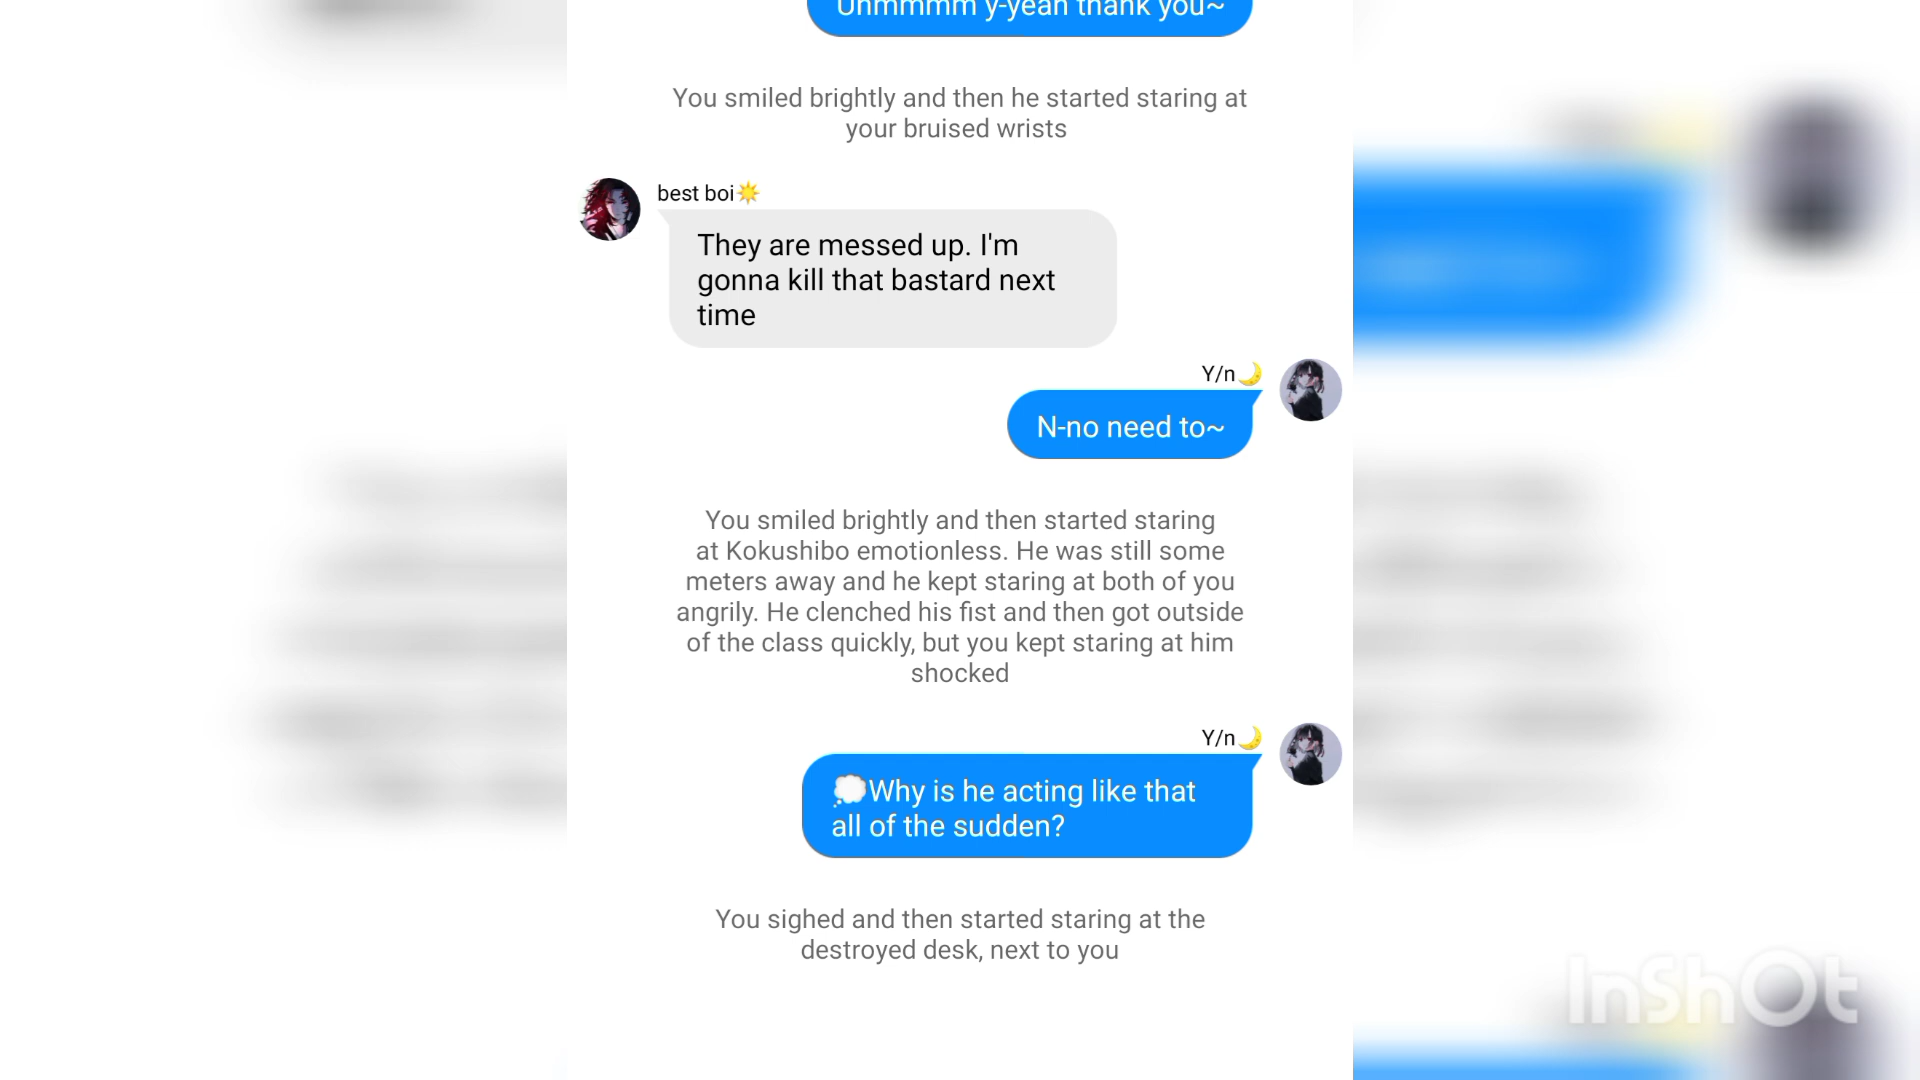 Uhmmmm y-yeah thank you~
You smiled brightly and then he started staring at
your bruised wrists
best boi☀️
They are messed up. I'm
gonna kill that bastard next
time
Y/n🌙
N-no need to~
You smiled brightly and then started staring
at Kokushibo emotionless. He was still some
meters away and he kept staring at both of you
angrily. He clenched his fist and then got outside
of the class quickly, but you kept staring at him
shocked
Y/n🌙
💭Why is he acting like that
all of the sudden?
You sighed and then started staring at the
destroyed desk, next to you
InShOt